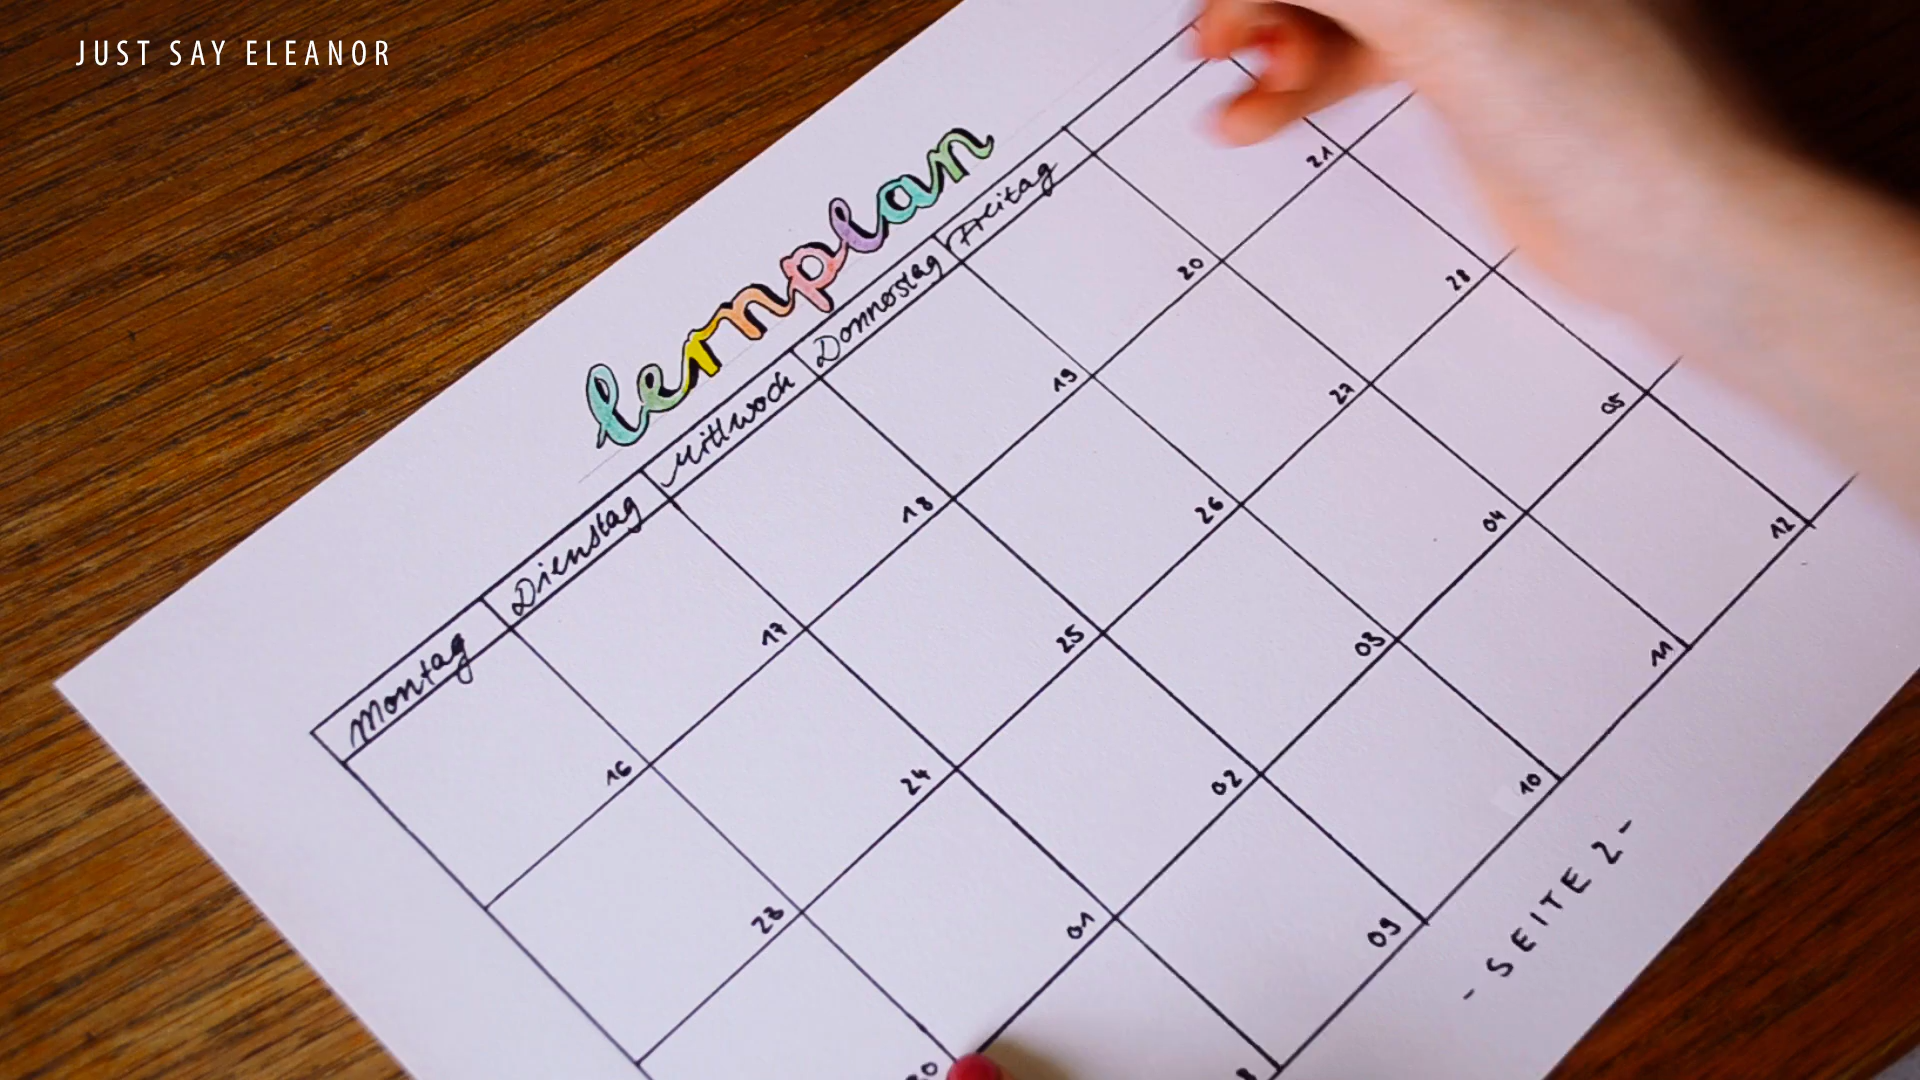 JUST SAY ELEANOR
lernplan
Montag Dienstag Mittwoch Donnerstag Freitag
16 17 18 19 20 21
23 24 25 26 27 28
01 02 03 04 05
09 10 11 12
- SEITE 2 -